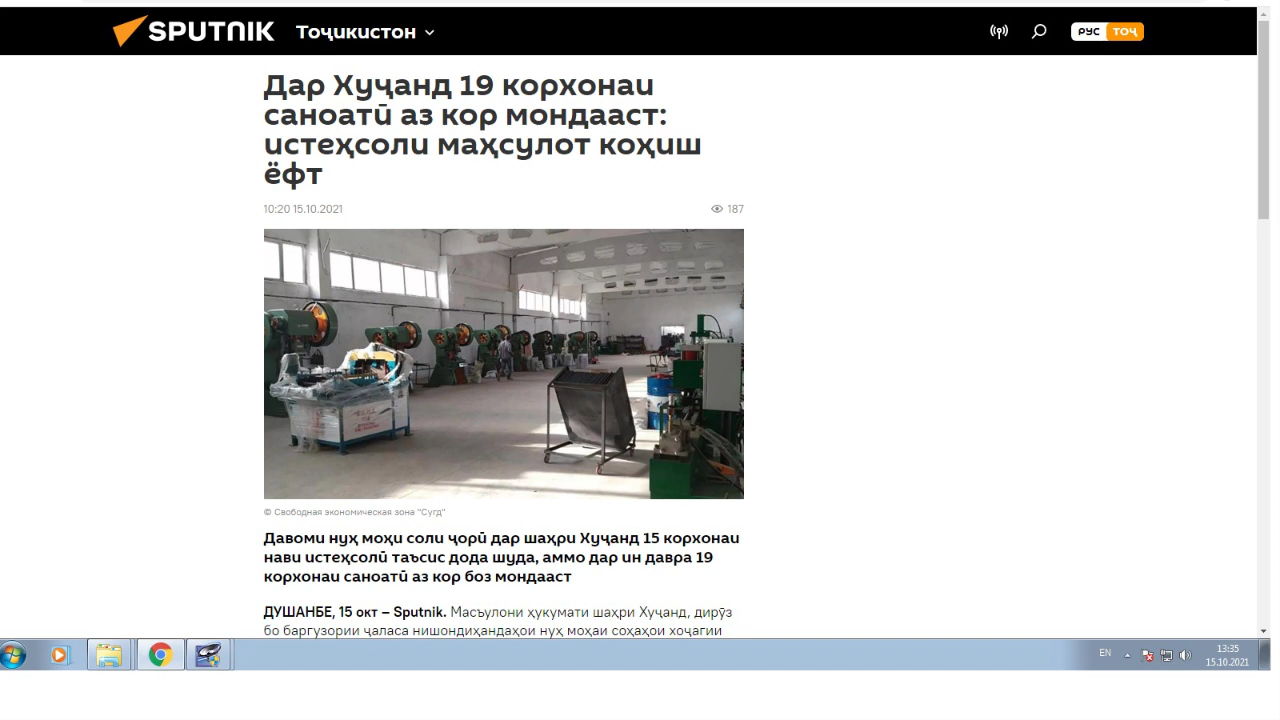 SPUTNIK Тоҷикистон
РУС ТОҶ
Дар Хуҷанд 19 корхонаи
саноатӣ аз кор мондааст:
истеҳсоли маҳсулот коҳиш
ёфт
10:20 15.10.2021
187
© Свободная экономическая зона "Сугд"
Давоми нуҳ моҳи соли ҷорӣ дар шаҳри Хуҷанд 15 корхонаи
нави истеҳсолӣ таъсис дода шуда, аммо дар ин давра 19
корхонаи саноатӣ аз кор боз мондааст
ДУШАНБЕ, 15 окт – Sputnik. Масъулони ҳукумати шаҳри Хуҷанд, дирӯз
бо баргузории ҷаласа нишондиҳандаҳои нуҳ моҳаи соҳаҳои хоҷагии
EN
13:35
15.10.2021